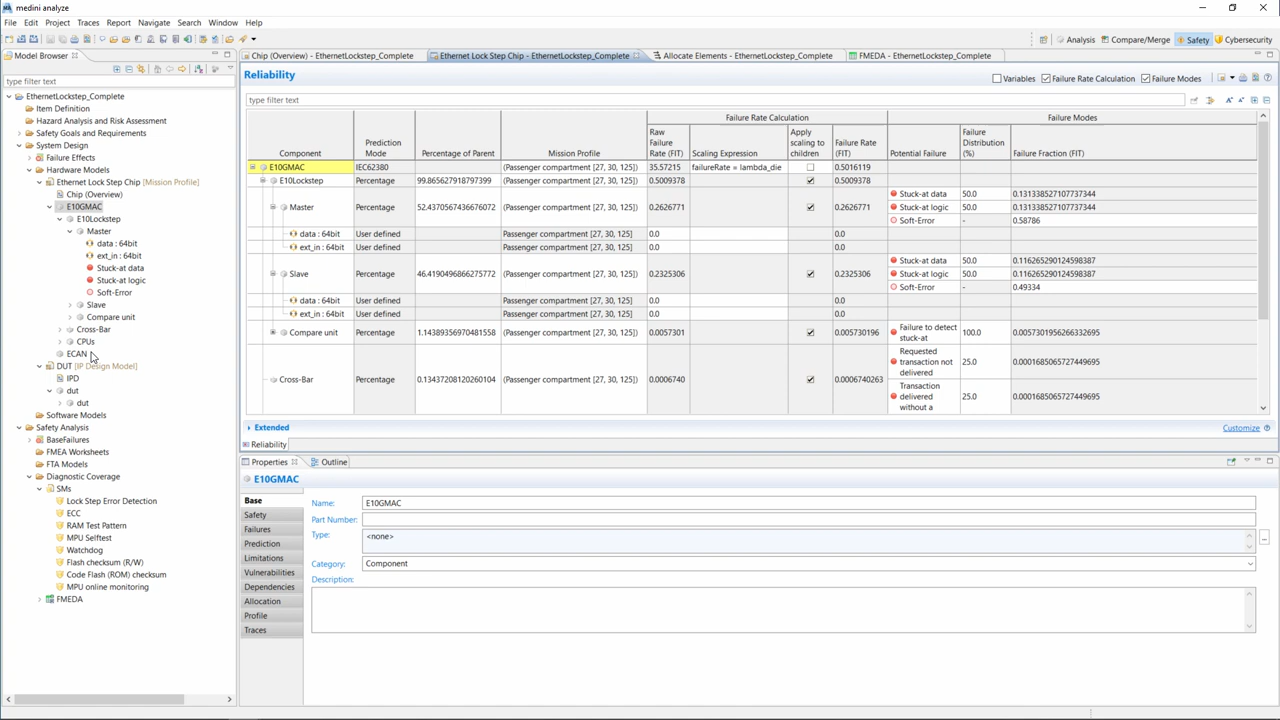 medini analyze
File Edit Project Traces Report Navigate Search Window Help
Analysis Compare/Merge Safety Cybersecurity
Model Browser
type filter text
EthernetLockstep_Complete
Item Definition
Hazard Analysis and Risk Assessment
Safety Goals and Requirements
System Design
Failure Effects
Hardware Models
Ethernet Lock Step Chip [Mission Profile]
Chip (Overview)
E10GMAC
E10Lockstep
Master
data : 64bit
ext_in : 64bit
Stuck-at data
Stuck-at logic
Soft-Error
Slave
Compare unit
Cross-Bar
CPUs
ECAN
DUT [IP Design Model]
IPD
dut
dut
Software Models
Safety Analysis
BaseFailures
FMEA Worksheets
FTA Models
Diagnostic Coverage
SMs
Lock Step Error Detection
ECC
RAM Test Pattern
MPU Selftest
Watchdog
Flash checksum (R/W)
Code Flash (ROM) checksum
MPU online monitoring
FMEDA
Chip (Overview) - EthernetLockstep_Complete Ethernet Lock Step Chip - EthernetLockstep_Complete Allocate Elements - EthernetLockstep_Complete FMEDA - EthernetLockstep_Complete
Reliability Variables Failure Rate Calculation Failure Modes
type filter text
Failure Rate Calculation Failure Modes
Component Prediction Mode Percentage of Parent Mission Profile Raw Failure Rate (FIT) Scaling Expression Apply scaling to children Failure Rate (FIT) Potential Failure Failure Distribution (%) Failure Fraction (FIT)
E10GMAC IEC62380 (Passenger compartment [27, 30, 125]) 35.57215 failureRate = lambda_die 0.5016119
E10Lockstep Percentage 99.865627918797399 (Passenger compartment [27, 30, 125]) 0.5009378 0.5009378
Stuck-at data 50.0 0.131338527107737344
Master Percentage 52.4370567436676072 (Passenger compartment [27, 30, 125]) 0.2626771 0.2626771 Stuck-at logic 50.0 0.131338527107737344
Soft-Error - 0.58786
data : 64bit User defined Passenger compartment [27, 30, 125] 0.0 0.0
ext_in : 64bit User defined Passenger compartment [27, 30, 125] 0.0 0.0
Stuck-at data 50.0 0.116265290124598387
Slave Percentage 46.4190496866275772 (Passenger compartment [27, 30, 125]) 0.2325306 0.2325306 Stuck-at logic 50.0 0.116265290124598387
Soft-Error - 0.49334
data : 64bit User defined Passenger compartment [27, 30, 125] 0.0 0.0
ext_in : 64bit User defined Passenger compartment [27, 30, 125] 0.0 0.0
Compare unit Percentage 1.14389356970481558 (Passenger compartment [27, 30, 125]) 0.0057301 0.005730196 Failure to detect stuck-at 100.0 0.0057301956266332695
Requested transaction not delivered 25.0 0.0001685065727449695
Cross-Bar Percentage 0.13437208120260104 (Passenger compartment [27, 30, 125]) 0.0006740 0.0006740263
Transaction delivered without a 25.0 0.0001685065727449695
Extended Customize
Reliability
Properties Outline
E10GMAC
Base
Safety
Failures
Prediction
Limitations
Vulnerabilities
Dependencies
Allocation
Profile
Traces
Name: E10GMAC
Part Number:
Type: <none>
Category: Component
Description: